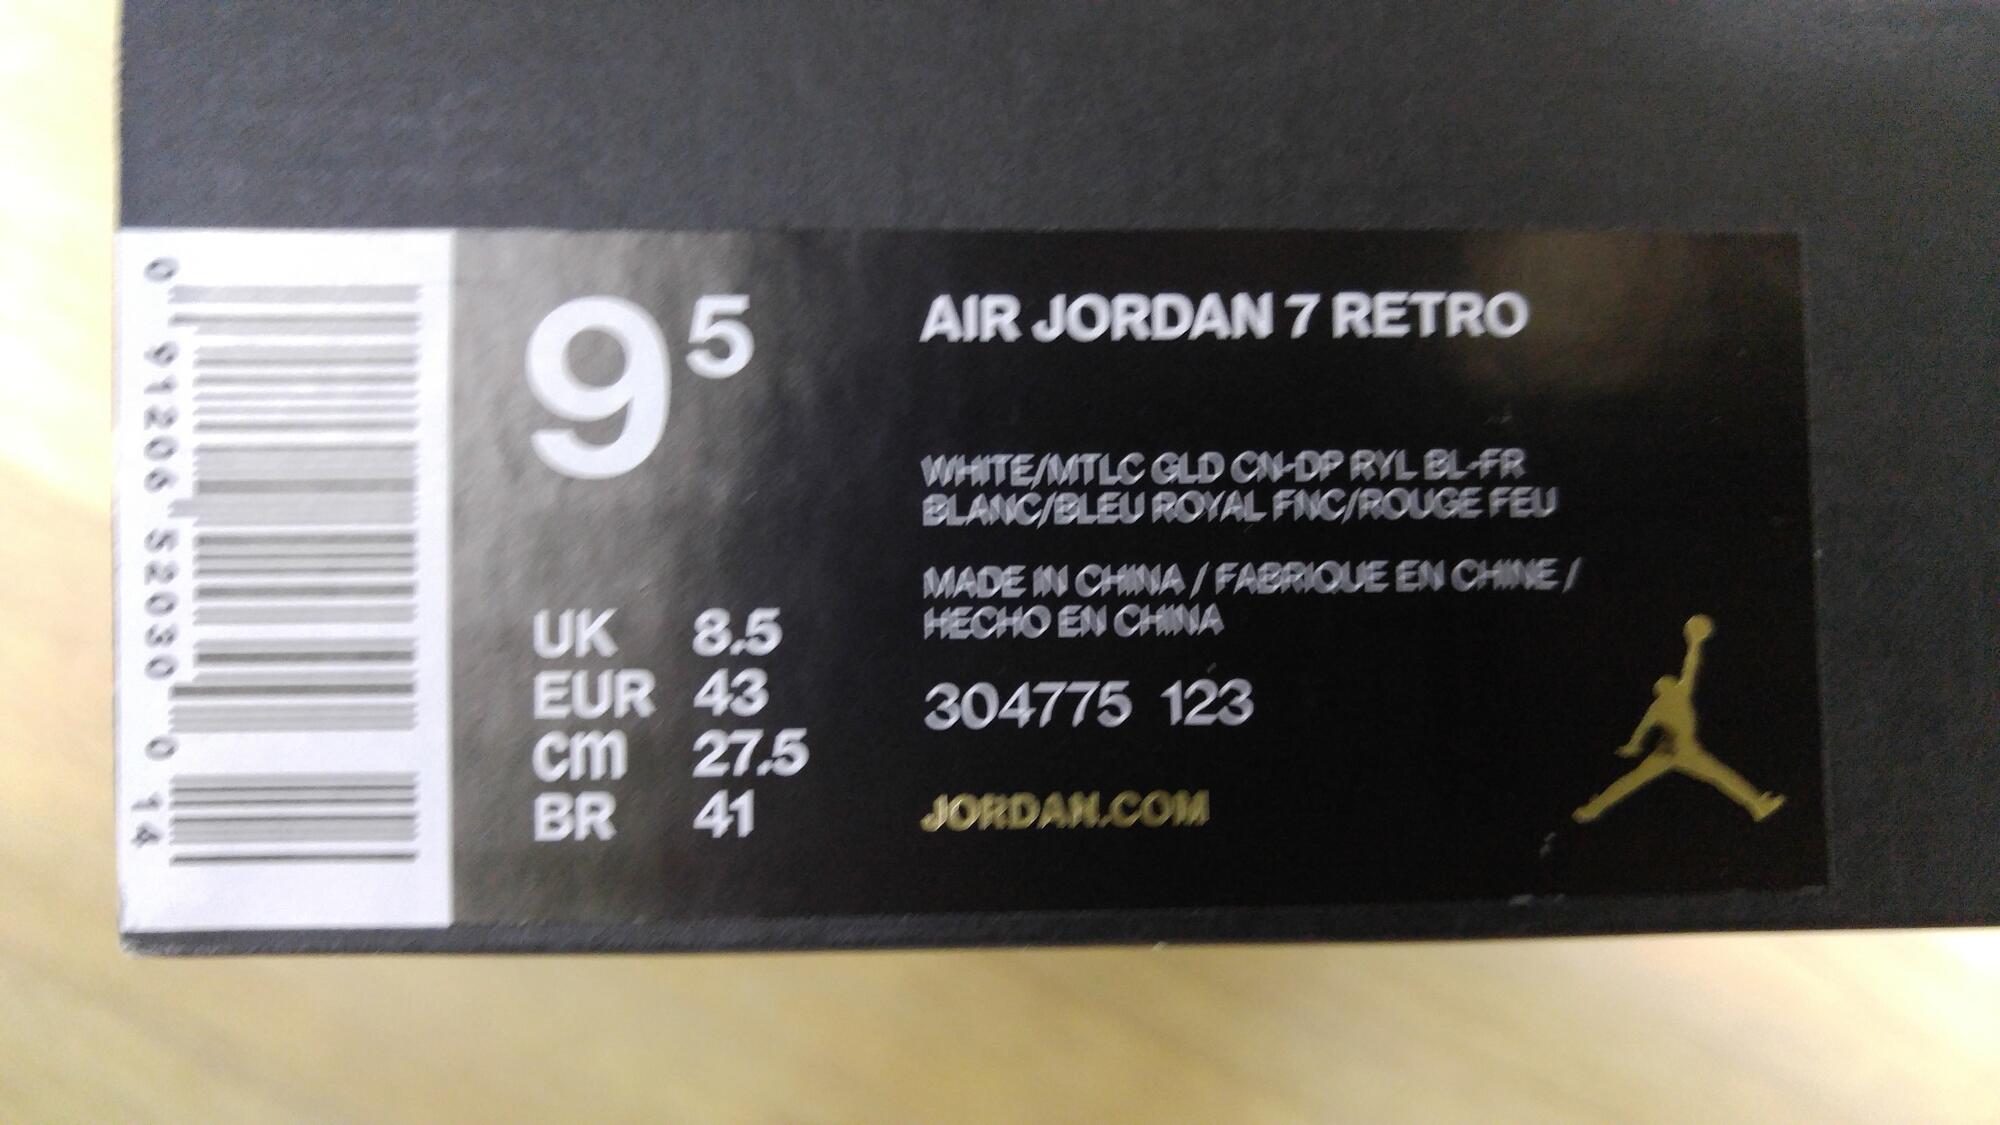 0 91206 52030 0 14
9 5
UK 8.5
EUR 43
cm 27.5
BR 41
AIR JORDAN 7 RETRO
WHITE/MTLC GLD CN-DP RYL BL-FR
BLANC/BLEU ROYAL FNC/ROUGE FEU
MADE IN CHINA / FABRIQUE EN CHINE /
HECHO EN CHINA
304775 123
JORDAN.COM